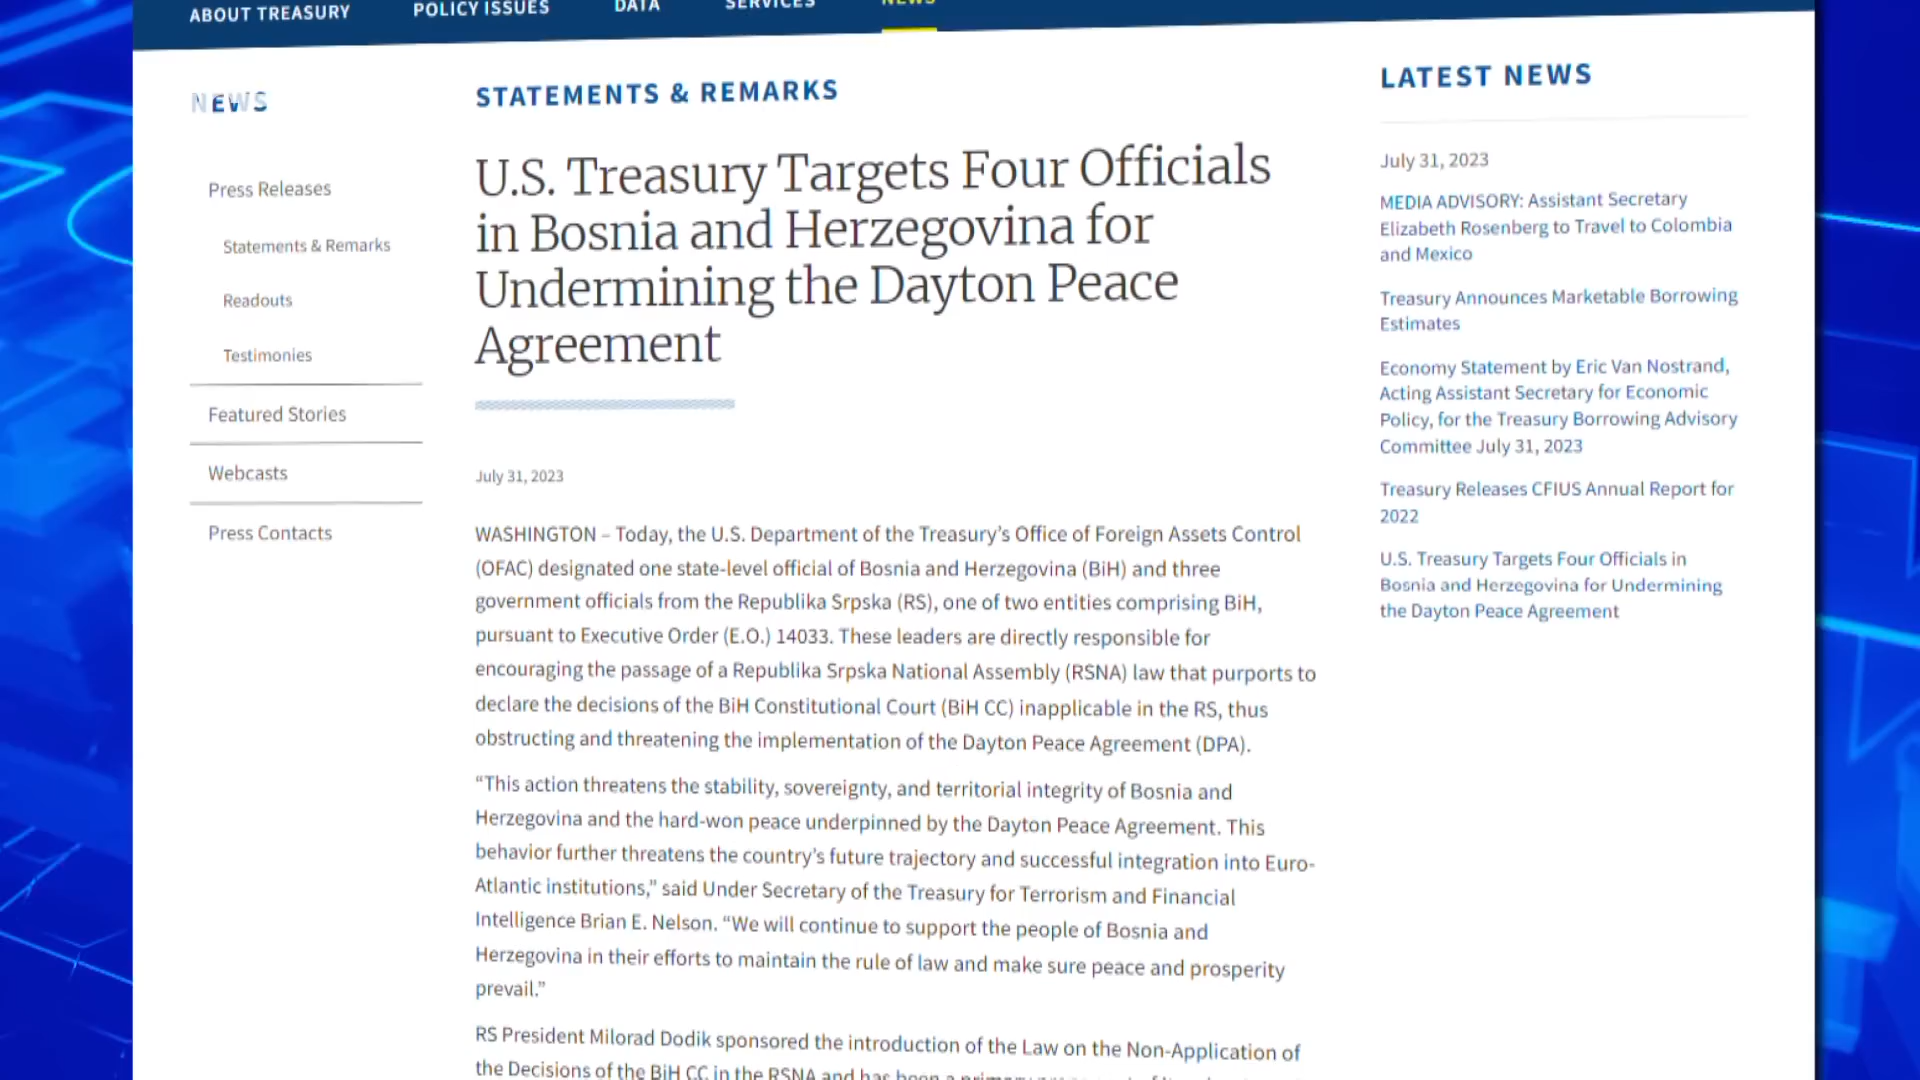 ABOUT TREASURY
POLICY ISSUES
DATA
SERVICES
NEWS
NEWS
Press Releases
Statements & Remarks
Readouts
Testimonies
Featured Stories
Webcasts
Press Contacts
STATEMENTS & REMARKS
U.S. Treasury Targets Four Officials
in Bosnia and Herzegovina for
Undermining the Dayton Peace
Agreement
July 31, 2023
WASHINGTON – Today, the U.S. Department of the Treasury’s Office of Foreign Assets Control
(OFAC) designated one state-level official of Bosnia and Herzegovina (BiH) and three
government officials from the Republika Srpska (RS), one of two entities comprising BiH,
pursuant to Executive Order (E.O.) 14033. These leaders are directly responsible for
encouraging the passage of a Republika Srpska National Assembly (RSNA) law that purports to
declare the decisions of the BiH Constitutional Court (BiH CC) inapplicable in the RS, thus
obstructing and threatening the implementation of the Dayton Peace Agreement (DPA).
“This action threatens the stability, sovereignty, and territorial integrity of Bosnia and
Herzegovina and the hard-won peace underpinned by the Dayton Peace Agreement. This
behavior further threatens the country’s future trajectory and successful integration into Euro-
Atlantic institutions,” said Under Secretary of the Treasury for Terrorism and Financial
Intelligence Brian E. Nelson. “We will continue to support the people of Bosnia and
Herzegovina in their efforts to maintain the rule of law and make sure peace and prosperity
prevail.”
RS President Milorad Dodik sponsored the introduction of the Law on the Non-Application of
the Decisions of the BiH CC in the RSNA and has been a
LATEST NEWS
July 31, 2023
MEDIA ADVISORY: Assistant Secretary
Elizabeth Rosenberg to Travel to Colombia
and Mexico
Treasury Announces Marketable Borrowing
Estimates
Economy Statement by Eric Van Nostrand,
Acting Assistant Secretary for Economic
Policy, for the Treasury Borrowing Advisory
Committee July 31, 2023
Treasury Releases CFIUS Annual Report for
2022
U.S. Treasury Targets Four Officials in
Bosnia and Herzegovina for Undermining
the Dayton Peace Agreement